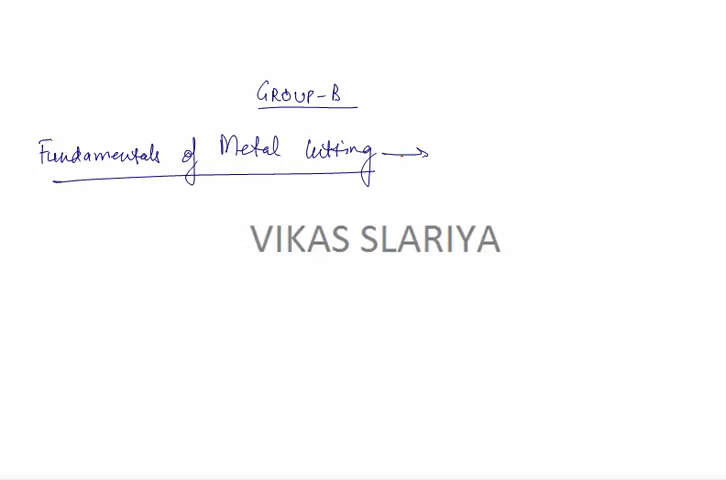 GROUP-B
Fundamentals of Metal Cutting →
VIKAS SLARIYA